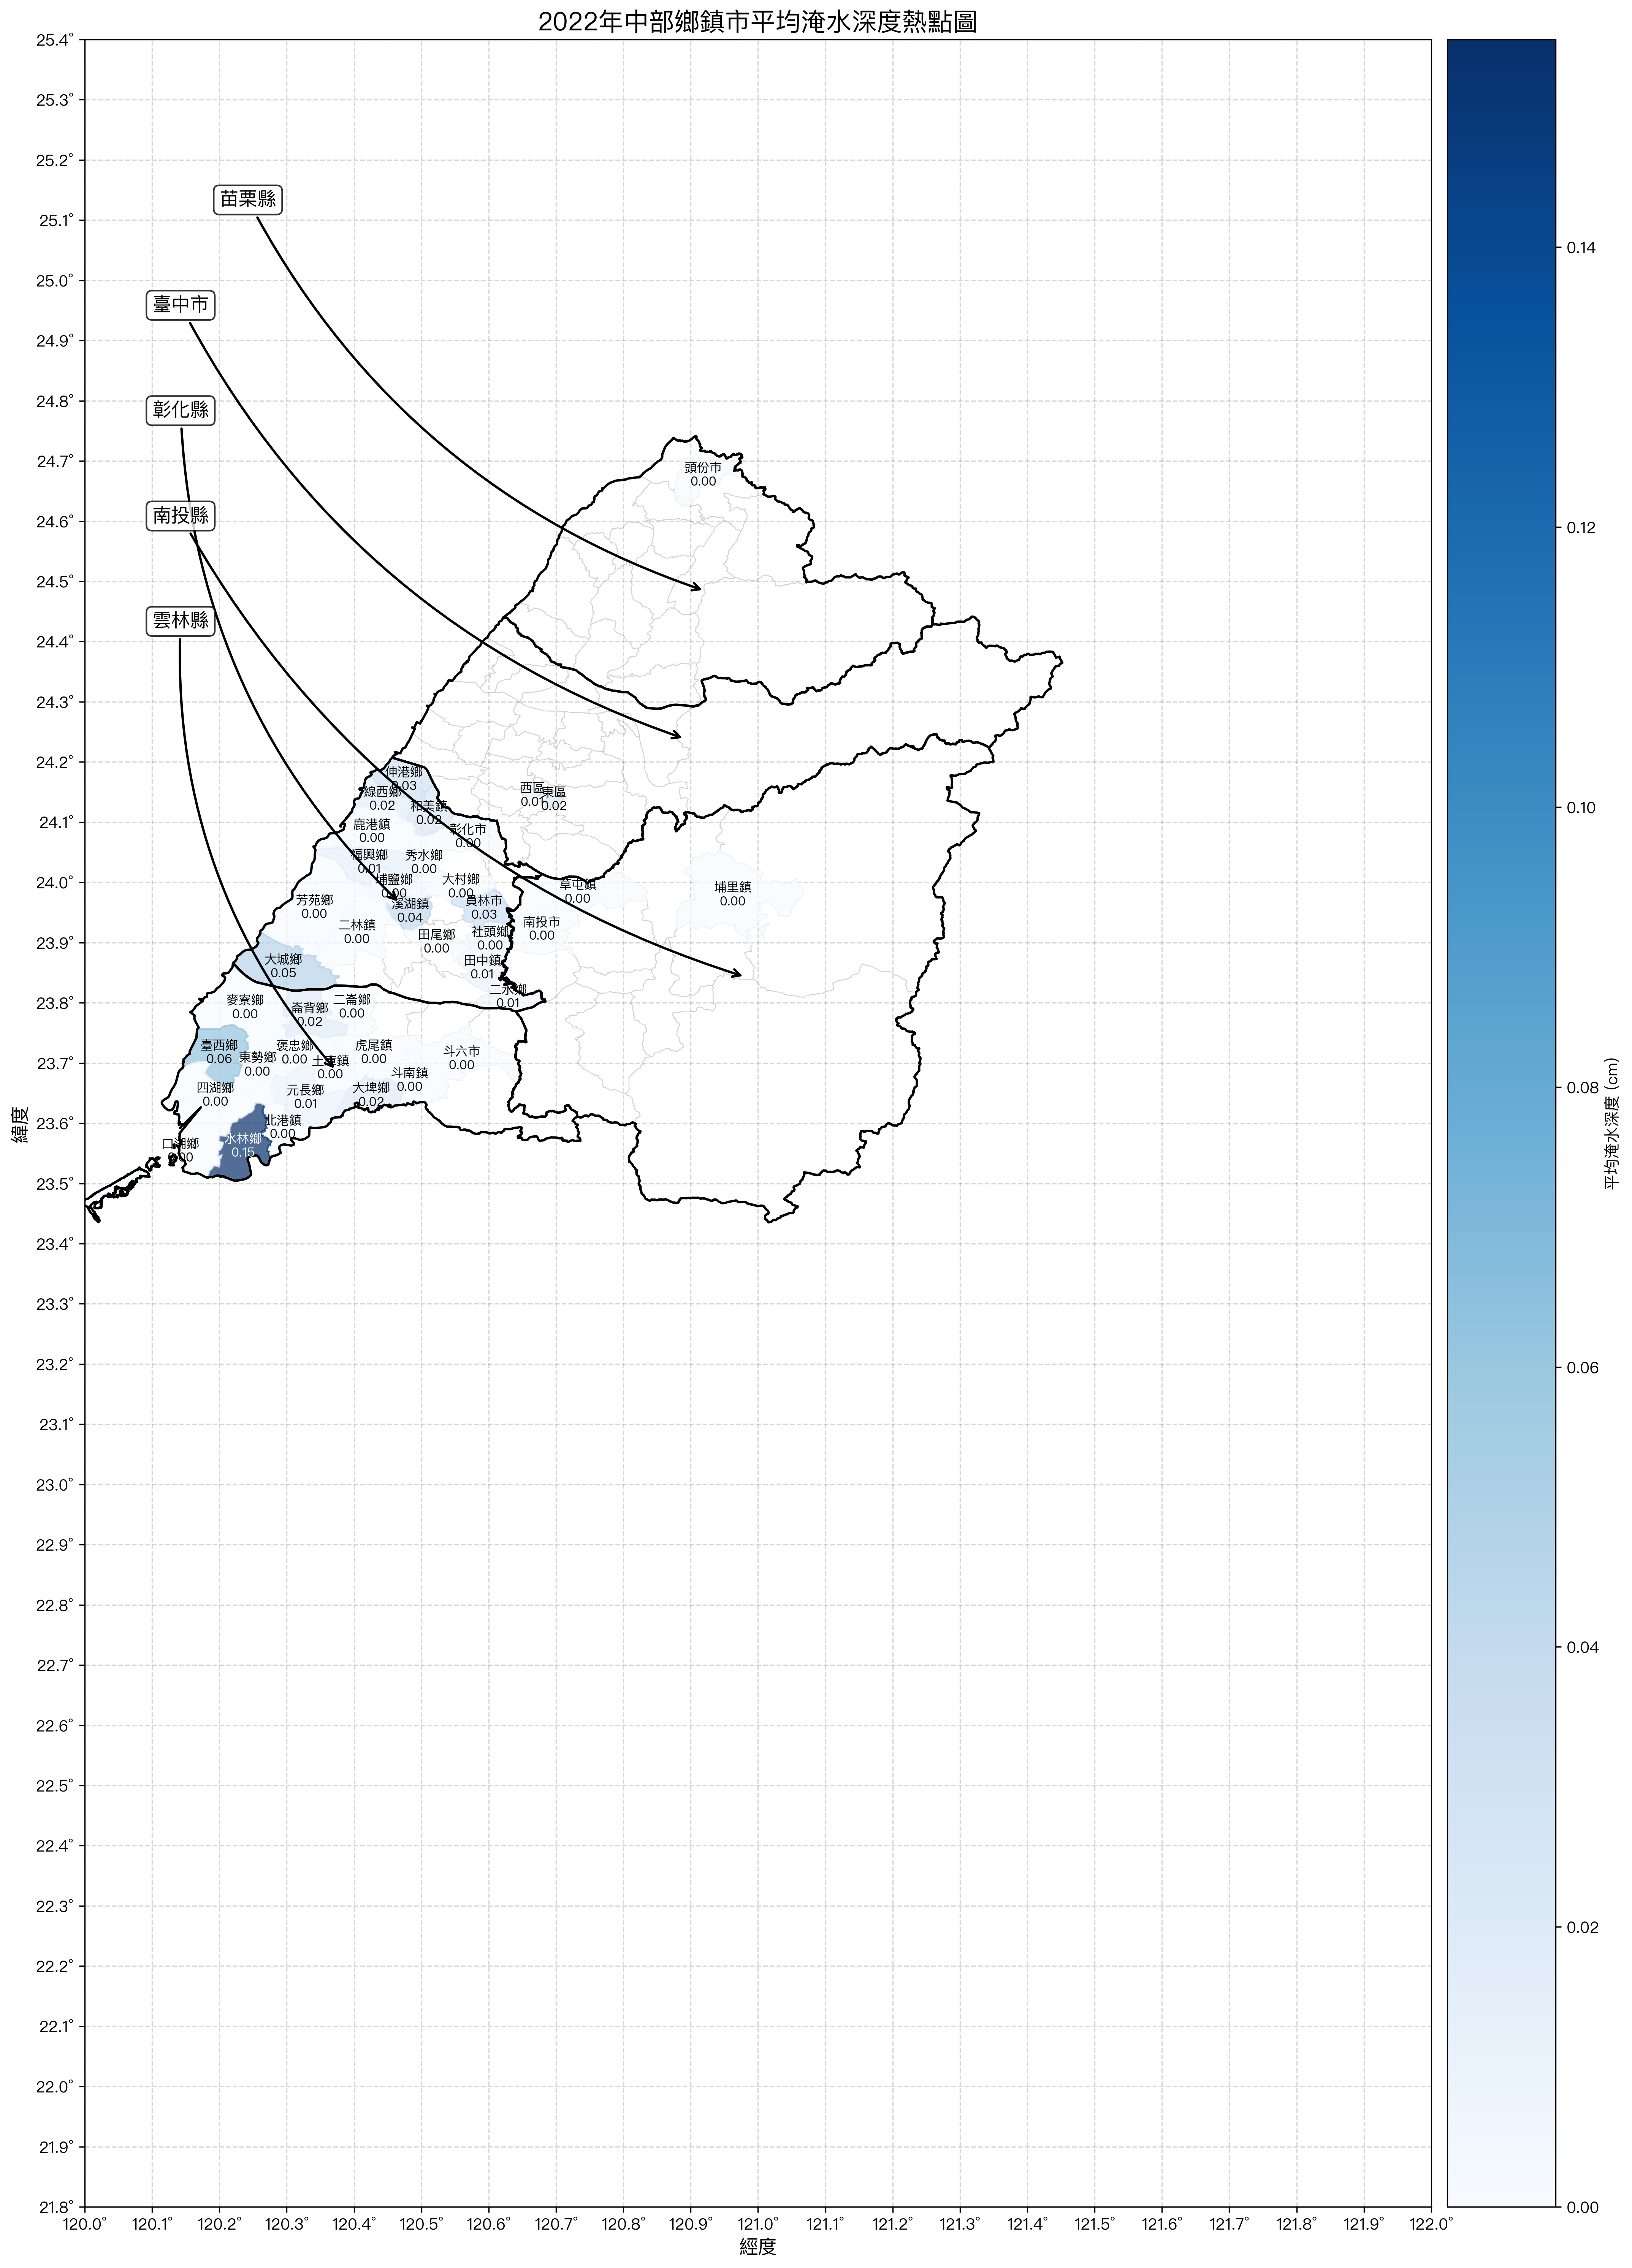 2022年中部鄉鎮市平均淹水深度熱點圖
25.4°
25.3°
25.2°
25.1°
25.0°
24.9°
24.8°
24.7°
24.6°
24.5°
24.4°
24.3°
24.2°
24.1°
24.0°
23.9°
23.8°
23.7°
23.6°
23.5°
23.4°
23.3°
23.2°
23.1°
23.0°
22.9°
22.8°
22.7°
22.6°
22.5°
22.4°
22.3°
22.2°
22.1°
22.0°
21.9°
21.8°
緯度
苗栗縣
臺中市
彰化縣
南投縣
雲林縣
頭份市
0.00
伸港鄉
0.03
線西鄉
0.02
和美鎮
0.02
西區
0.01
東區
0.02
鹿港鎮
0.00
彰化市
0.00
福興鄉
0.01
秀水鄉
0.00
埔鹽鄉
0.00
大村鄉
0.00
草屯鎮
0.00
埔里鎮
0.00
芳苑鄉
0.00
溪湖鎮
0.04
員林市
0.03
二林鎮
0.00
田尾鄉
0.00
社頭鄉
0.00
南投市
0.00
大城鄉
0.05
田中鎮
0.01
二水鄉
0.01
麥寮鄉
0.00
崙背鄉
0.02
二崙鄉
0.00
臺西鄉
0.06
東勢鄉
0.00
褒忠鄉
0.00
土庫鎮
0.00
虎尾鎮
0.00
斗六市
0.00
四湖鄉
0.00
元長鄉
0.01
大埤鄉
0.02
斗南鎮
0.00
口湖鄉
0.00
水林鄉
0.15
北港鎮
0.00
120.0°
120.1°
120.2°
120.3°
120.4°
120.5°
120.6°
120.7°
120.8°
120.9°
121.0°
121.1°
121.2°
121.3°
121.4°
121.5°
121.6°
121.7°
121.8°
121.9°
122.0°
經度
0.14
0.12
0.10
0.08
0.06
0.04
0.02
0.00
平均淹水深度 (cm)